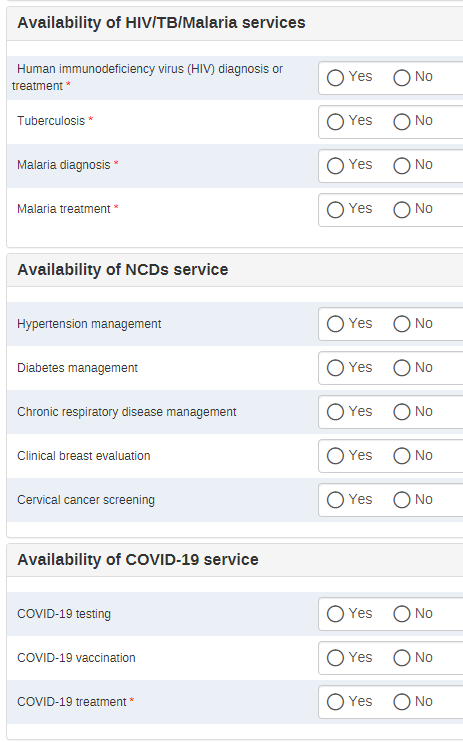 Availability of HIV/TB/Malaria services
Human immunodeficiency virus (HIV) diagnosis or
treatment * Yes No
Tuberculosis * Yes No
Malaria diagnosis * Yes No
Malaria treatment * Yes No
Availability of NCDs service
Hypertension management Yes No
Diabetes management Yes No
Chronic respiratory disease management Yes No
Clinical breast evaluation Yes No
Cervical cancer screening Yes No
Availability of COVID-19 service
COVID-19 testing Yes No
COVID-19 vaccination Yes No
COVID-19 treatment * Yes No